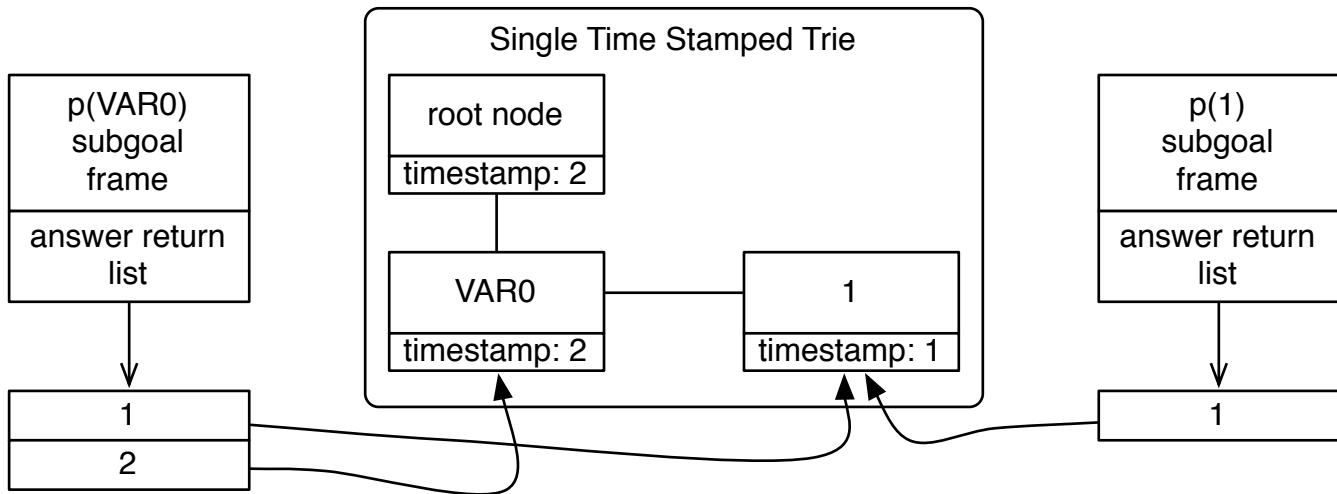 Single Time Stamped Trie
p(VAR0)
subgoal
frame
answer return
list
1
2
root node
timestamp: 2
VAR0
timestamp: 2
1
timestamp: 1
p(1)
subgoal
frame
answer return
list
1